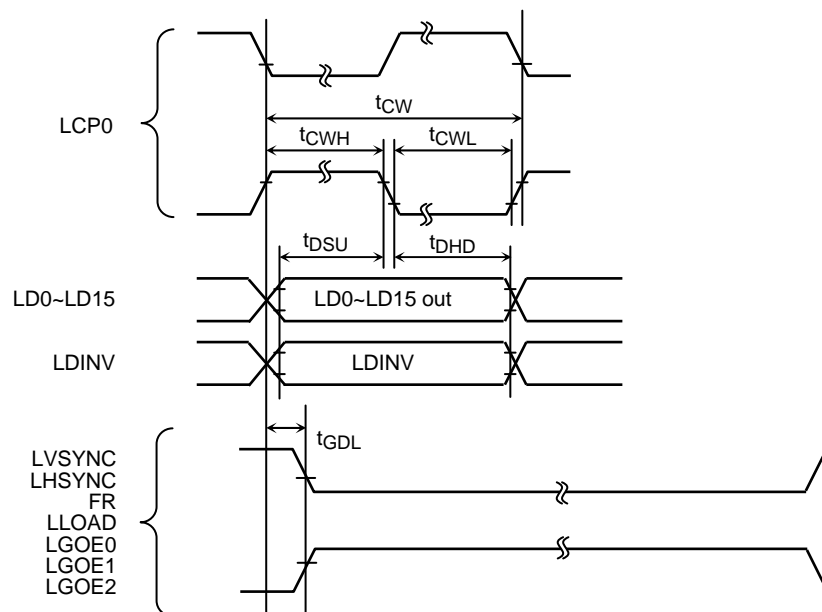 LCP0
tCW
tCWH
tCWL
tDSU
tDHD
LD0~LD15
LD0~LD15 out
LDINV
LDINV
tGDL
LVSYNC
LHSYNC
FR
LLOAD
LGOE0
LGOE1
LGOE2